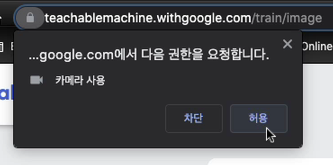 teachablemachine.withgoogle.com/train/image
Online
...google.com에서 다음 권한을 요청합니다.
카메라 사용
차단
허용